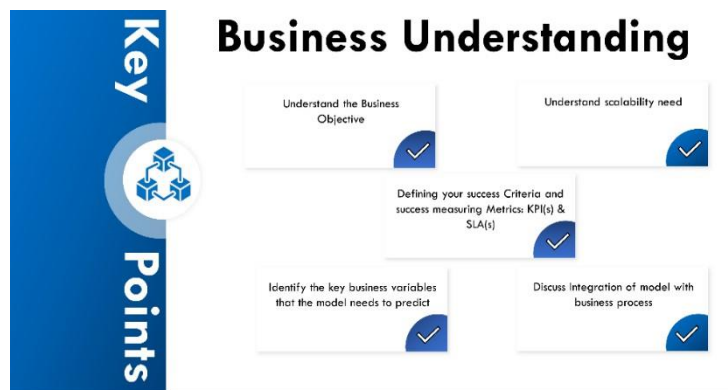 Key Points
Business Understanding
Understand the Business
Objective
Understand scalability need
Defining your success Criteria and
success measuring Metrics: KPI(s) &
SLA(s)
Identify the key business variables
that the model needs to predict
Discuss Integration of model with
business process